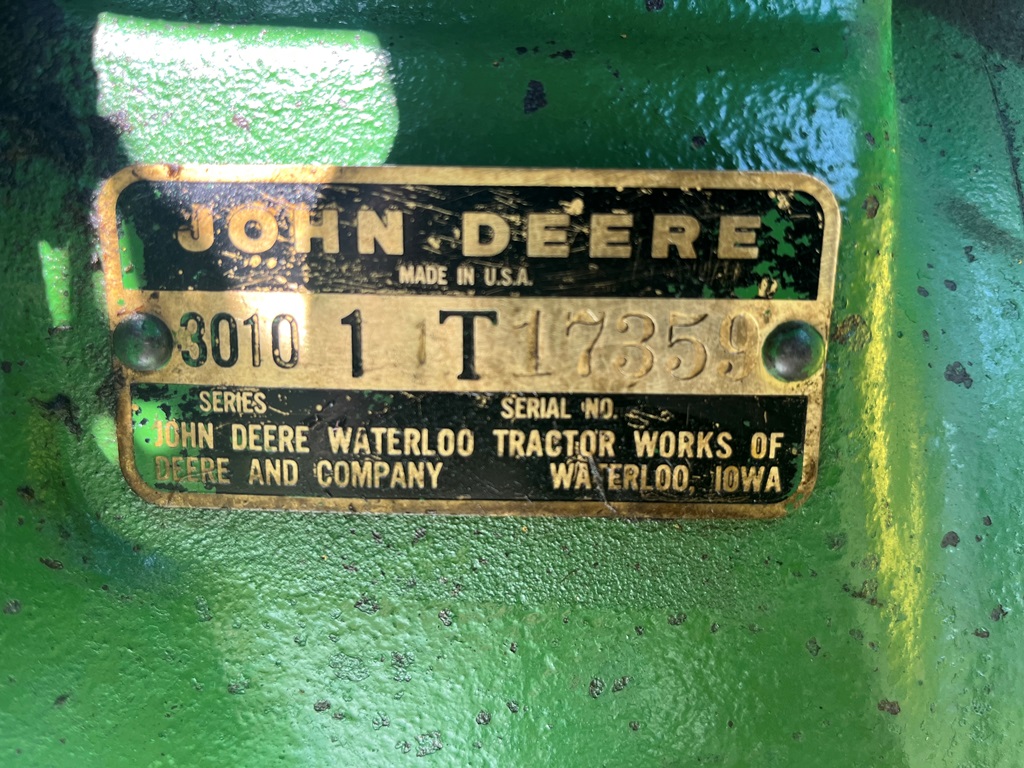 JOHN DEERE
MADE IN U.S.A.
3010 1 1T17359
SERIES SERIAL NO.
JOHN DEERE WATERLOO TRACTOR WORKS OF
DEERE AND COMPANY WATERLOO, IOWA